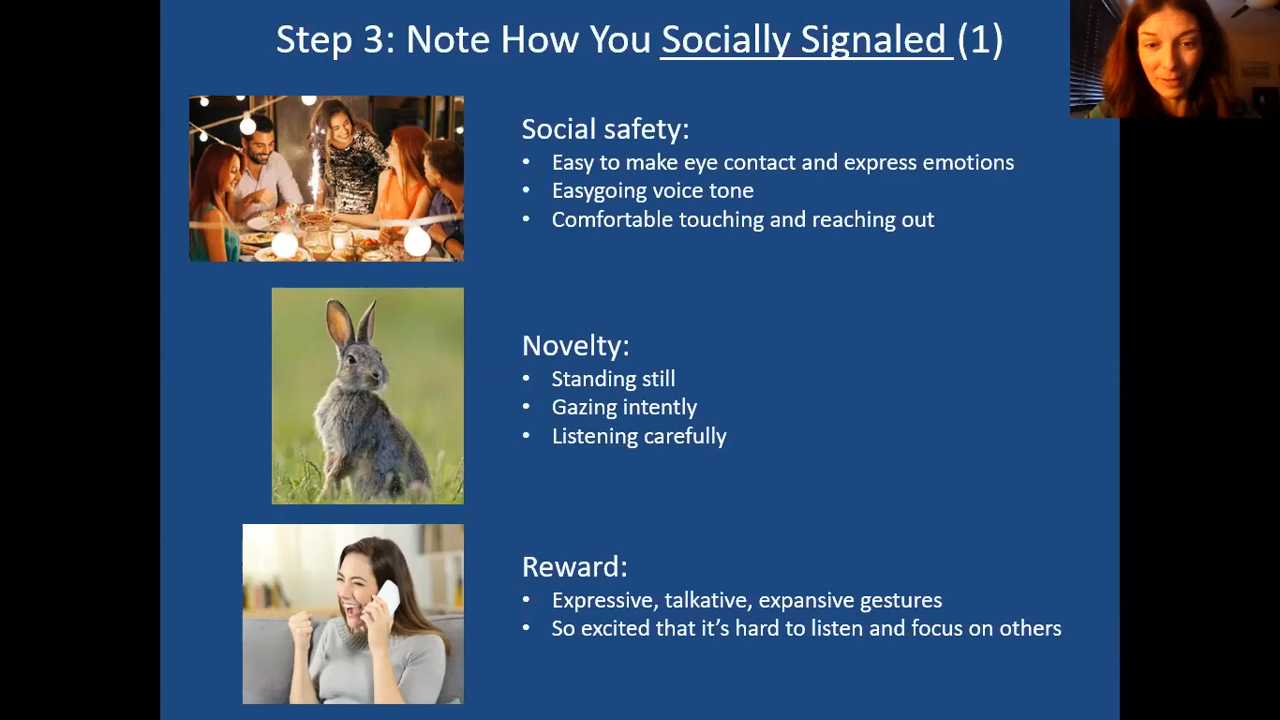 Step 3: Note How You Socially Signaled (1)
Social safety:
• Easy to make eye contact and express emotions
• Easygoing voice tone
• Comfortable touching and reaching out
Novelty:
• Standing still
• Gazing intently
• Listening carefully
Reward:
• Expressive, talkative, expansive gestures
• So excited that it’s hard to listen and focus on others